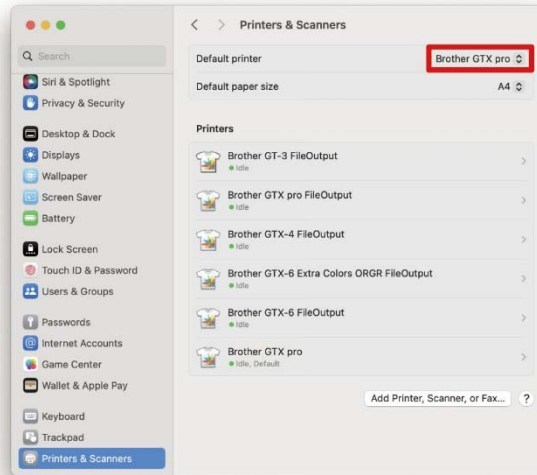 Printers & Scanners
Search
Siri & Spotlight
Privacy & Security
Desktop & Dock
Displays
Wallpaper
Screen Saver
Battery
Lock Screen
Touch ID & Password
Users & Groups
Passwords
Internet Accounts
Game Center
Wallet & Apple Pay
Keyboard
Trackpad
Printers & Scanners
Default printer
Brother GTX pro
Default paper size
A4
Printers
Brother GT-3 FileOutput
Idle
Brother GTX pro FileOutput
Idle
Brother GTX-4 FileOutput
Idle
Brother GTX-6 Extra Colors ORGR FileOutput
Idle
Brother GTX-6 FileOutput
Idle
Brother GTX pro
Idle, Default
Add Printer, Scanner, or Fax...
?